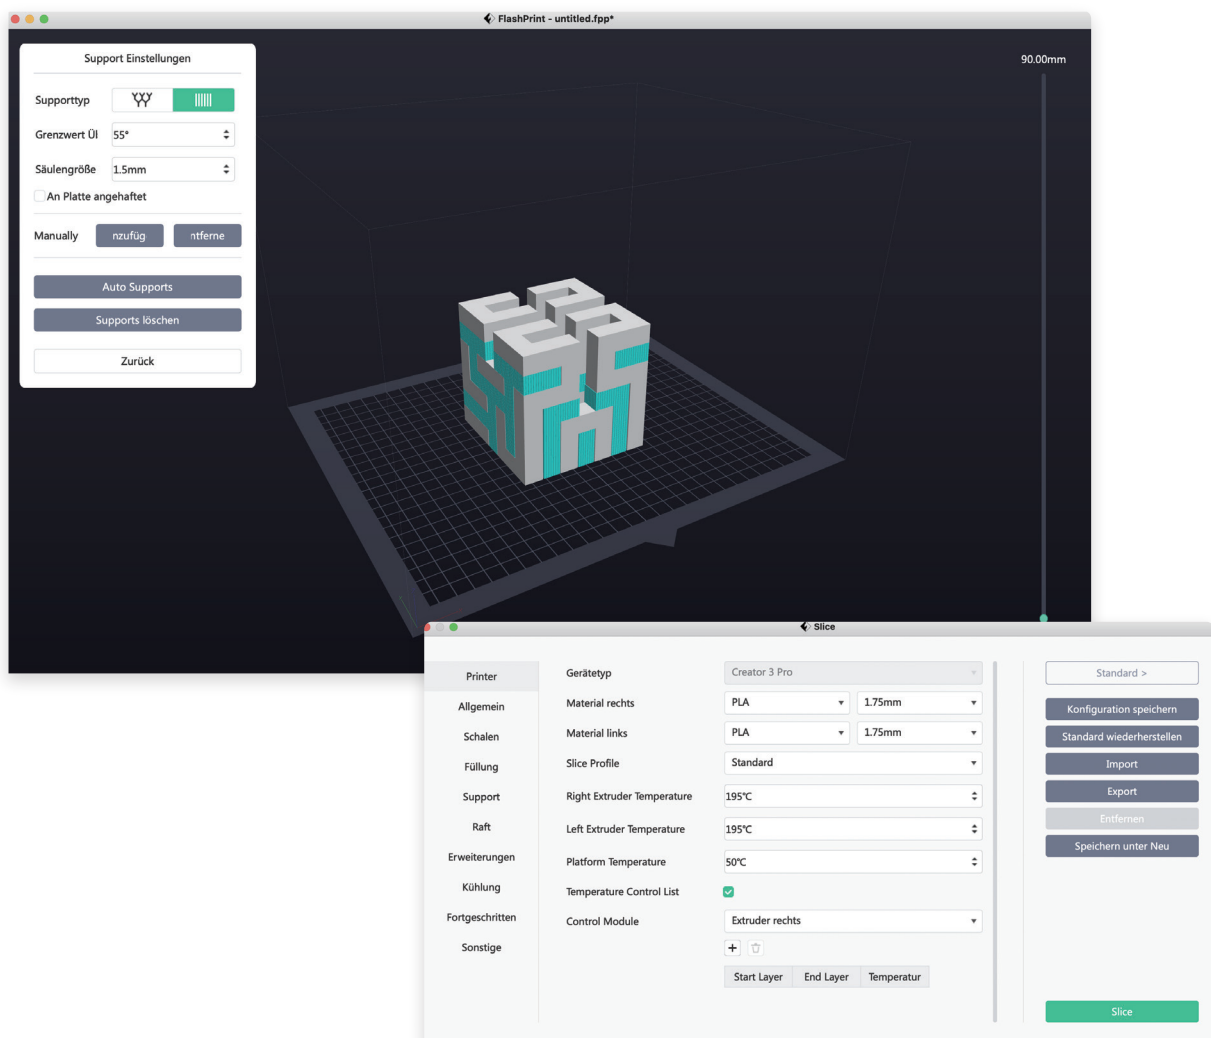 FlashPrint - untitled.fpp*
Support Einstellungen
Supporttyp
Grenzwert Ül 55°
Säulengröße 1.5mm
An Platte angehaftet
Manually nzufüg ntferne
Auto Supports
Supports löschen
Zurück
90.00mm
Slice
Printer
Allgemein
Schalen
Füllung
Support
Raft
Erweiterungen
Kühlung
Fortgeschritten
Sonstige
Gerätetyp Creator 3 Pro
Material rechts PLA 1.75mm
Material links PLA 1.75mm
Slice Profile Standard
Right Extruder Temperature 195°C
Left Extruder Temperature 195°C
Platform Temperature 50°C
Temperature Control List
Control Module Extruder rechts
Start Layer End Layer Temperatur
Standard >
Konfiguration speichern
Standard wiederherstellen
Import
Export
Entfernen
Speichern unter Neu
Slice